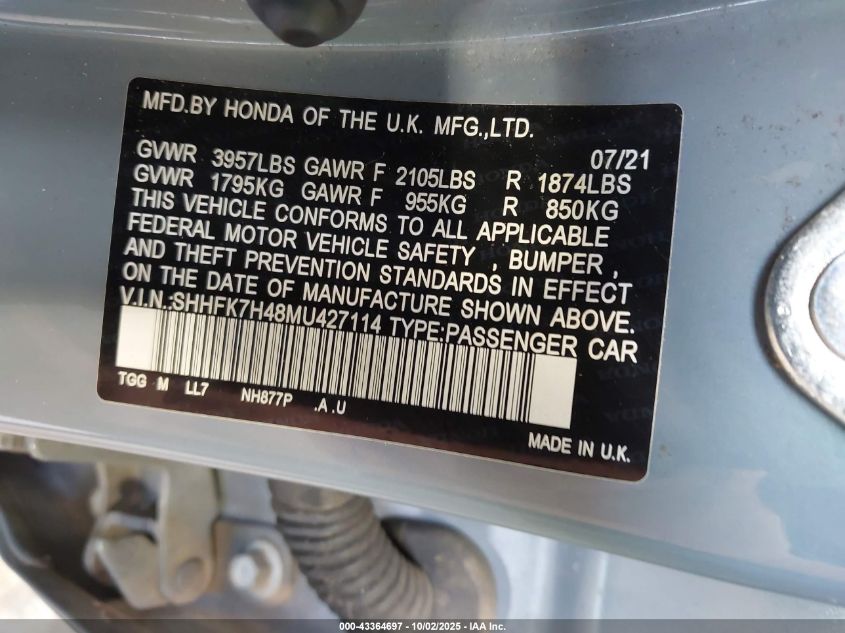 MFD.BY HONDA OF THE U.K. MFG.,LTD.
07/21
GVWR 3957LBS GAWR F 2105LBS R 1874LBS
GVWR 1795KG GAWR F 955KG R 850KG
THIS VEHICLE CONFORMS TO ALL APPLICABLE
FEDERAL MOTOR VEHICLE SAFETY , BUMPER ,
AND THEFT PREVENTION STANDARDS IN EFFECT
ON THE DATE OF MANUFACTURE SHOWN ABOVE.
V.I.N.:SHHFK7H48MU427114 TYPE:PASSENGER CAR
TGG M LL7 NH877P .A .U
MADE IN U.K.
000-43364697 - 10/02/2025 - IAA Inc.